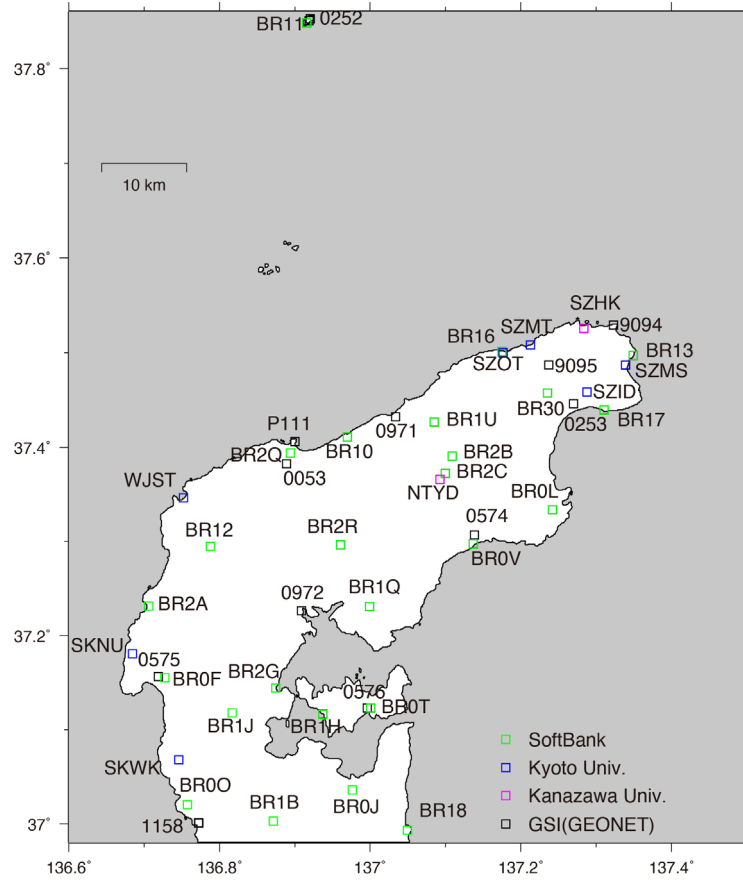 BR11 0252
37.8°
10 km
37.6°
SZHK
SZMT 9094
BR16 BR13
SZOT 9095 SZMS
SZID
BR30
0253 BR17
P111 0971 BR1U
37.4°
BR2Q BR10 BR2B
0053 BR2C
WJST NTYD BR0L
0574
BR12 BR2R
BR0V
0972 BR1Q
BR2A
37.2°
SKNU
0575
BR0F BR2G
0576
BR0T
BR1J BR1H
SoftBank
SKWK Kyoto Univ.
BR0O Kanazawa Univ.
BR1B BR0J BR18
1158 GSI(GEONET)
37°
136.6° 136.8° 137° 137.2° 137.4°